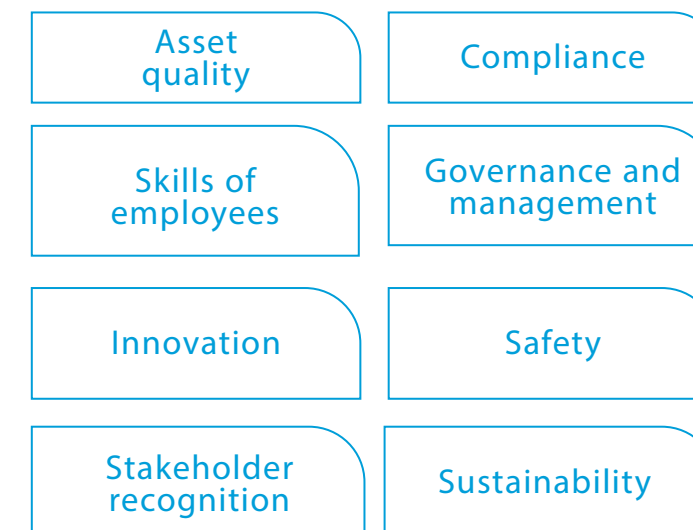 Asset
quality
Compliance
Skills of
employees
Governance and
management
Innovation
Safety
Stakeholder
recognition
Sustainability